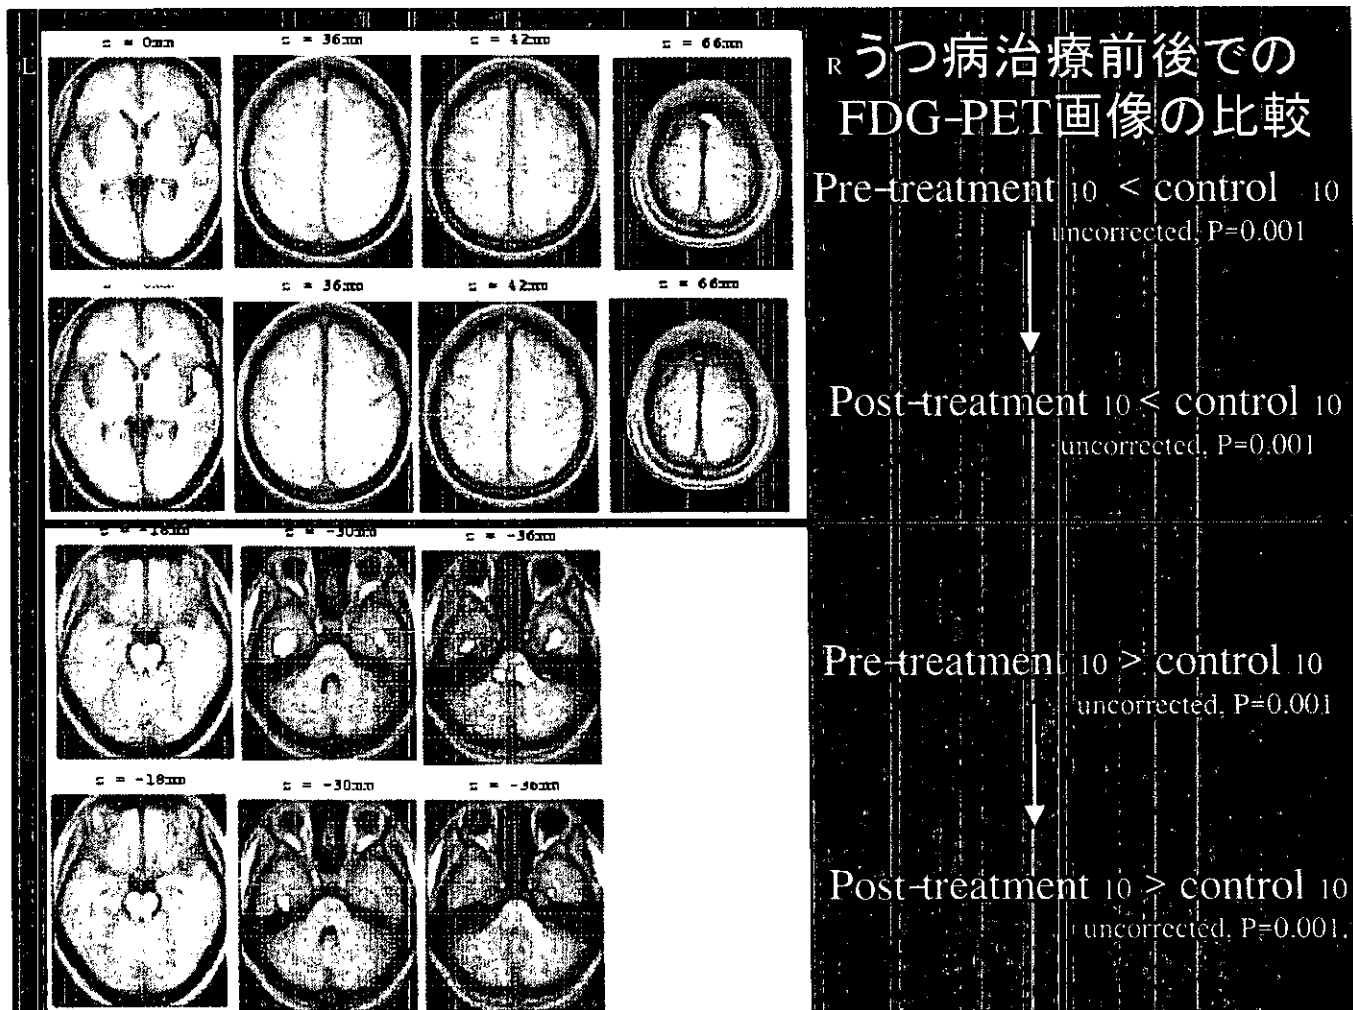 z = 0mm z = 36mm z = 42mm z = 66mm
L
R
うつ病治療前後での
FDG-PET画像の比較
Pre-treatment 10 < control 10
uncorrected, P=0.001
z = 36mm z = 42mm z = 66mm
Post-treatment 10 < control 10
uncorrected, P=0.001
z = -18mm z = -30mm z = -36mm
Pre-treatment 10 > control 10
uncorrected, P=0.001
z = -18mm z = -30mm z = -36mm
Post-treatment 10 > control 10
uncorrected, P=0.001,